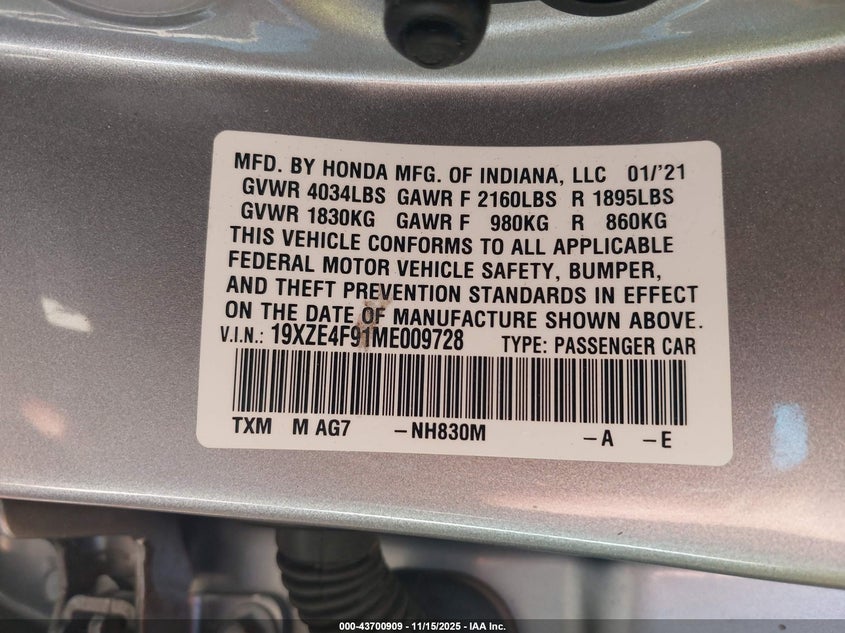 MFD. BY HONDA MFG. OF INDIANA, LLC 01/'21
GVWR 4034LBS GAWR F 2160LBS R 1895LBS
GVWR 1830KG GAWR F 980KG R 860KG
THIS VEHICLE CONFORMS TO ALL APPLICABLE
FEDERAL MOTOR VEHICLE SAFETY, BUMPER,
AND THEFT PREVENTION STANDARDS IN EFFECT
ON THE DATE OF MANUFACTURE SHOWN ABOVE.
V.I.N.: 19XZE4F91ME009728 TYPE: PASSENGER CAR
TXM M AG7 –NH830M –A –E
000-43700909 - 11/15/2025 - IAA Inc.